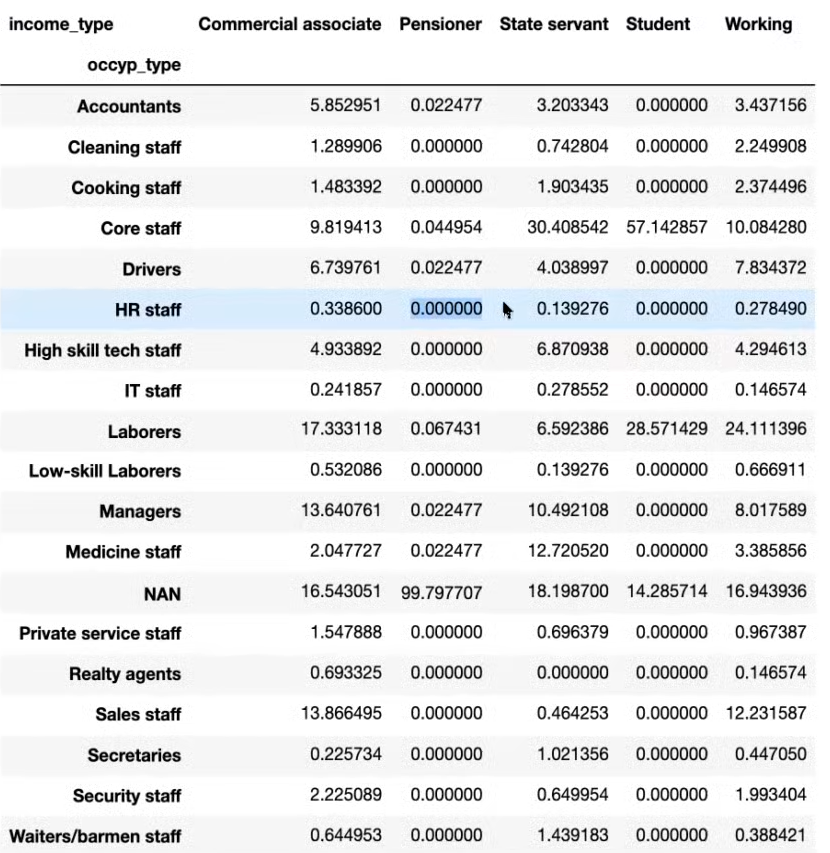 income_type Commercial associate Pensioner State servant Student Working
occyp_type
Accountants 5.852951 0.022477 3.203343 0.000000 3.437156
Cleaning staff 1.289906 0.000000 0.742804 0.000000 2.249908
Cooking staff 1.483392 0.000000 1.903435 0.000000 2.374496
Core staff 9.819413 0.044954 30.408542 57.142857 10.084280
Drivers 6.739761 0.022477 4.038997 0.000000 7.834372
HR staff 0.338600 0.000000 0.139276 0.000000 0.278490
High skill tech staff 4.933892 0.000000 6.870938 0.000000 4.294613
IT staff 0.241857 0.000000 0.278552 0.000000 0.146574
Laborers 17.333118 0.067431 6.592386 28.571429 24.111396
Low-skill Laborers 0.532086 0.000000 0.139276 0.000000 0.666911
Managers 13.640761 0.022477 10.492108 0.000000 8.017589
Medicine staff 2.047727 0.022477 12.720520 0.000000 3.385856
NAN 16.543051 99.797707 18.198700 14.285714 16.943936
Private service staff 1.547888 0.000000 0.696379 0.000000 0.967387
Realty agents 0.693325 0.000000 0.000000 0.000000 0.146574
Sales staff 13.866495 0.000000 0.464253 0.000000 12.231587
Secretaries 0.225734 0.000000 1.021356 0.000000 0.447050
Security staff 2.225089 0.000000 0.649954 0.000000 1.993404
Waiters/barmen staff 0.644953 0.000000 1.439183 0.000000 0.388421